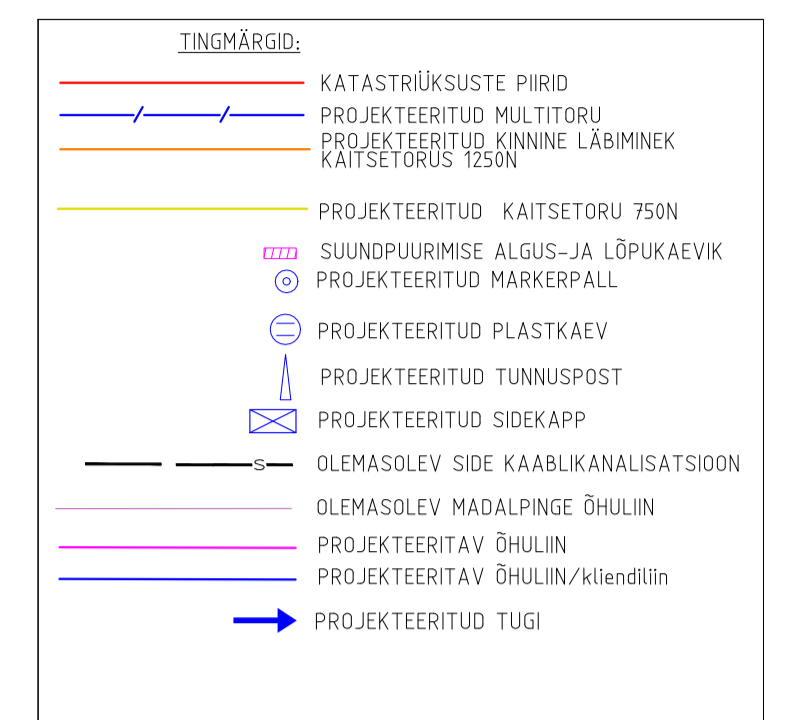 TINGMÄRGID:
KATASTRIÜKSUSTE PIIRID
PROJEKTEERITUD MULTITORU
PROJEKTEERITUD KINNINE LÄBIMINEK
KAITSETORUS 1250N
PROJEKTEERITUD KAITSETORU 750N
SUUNDPUURIMISE ALGUS-JA LÕPUKAEVIK
PROJEKTEERITUD MARKERPALL
PROJEKTEERITUD PLASTKAEV
PROJEKTEERITUD TUNNUSPOST
PROJEKTEERITUD SIDEKAPP
S OLEMASOLEV SIDE KAABLIKANALISATSIOON
OLEMASOLEV MADALPINGE ÕHULIIN
PROJEKTEERITAV ÕHULIIN
PROJEKTEERITAV ÕHULIIN/kliendiliin
PROJEKTEERITUD TUGI